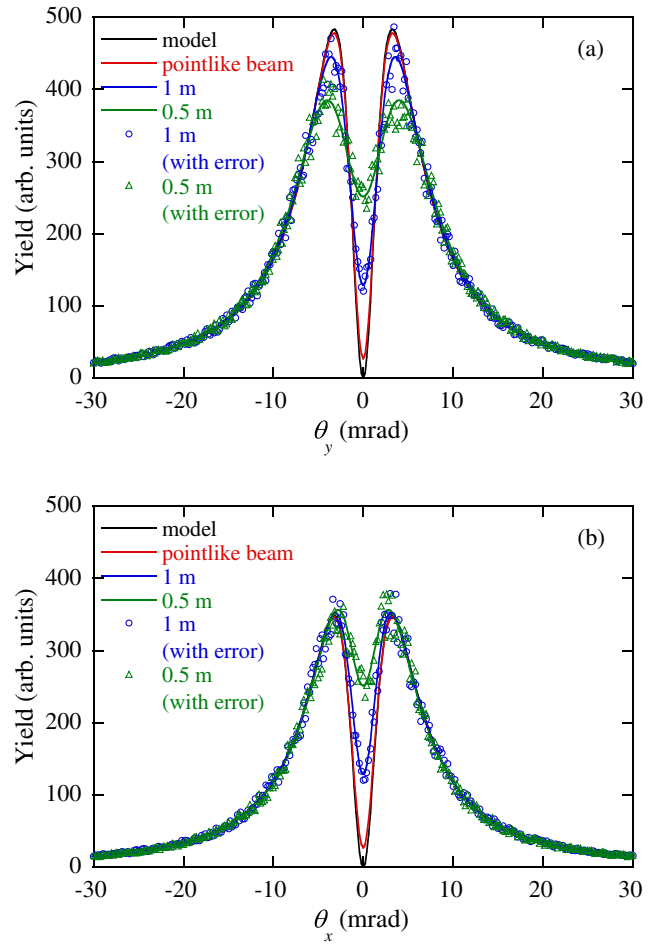 500
400
300
200
100
0
Yield (arb. units)
model
pointlike beam
1 m
0.5 m
1 m
(with error)
0.5 m
(with error)
(a)
-30 -20 -10 0 10 20 30
θy (mrad)
500
400
300
200
100
0
Yield (arb. units)
model
pointlike beam
1 m
0.5 m
1 m
(with error)
0.5 m
(with error)
(b)
-30 -20 -10 0 10 20 30
θx (mrad)